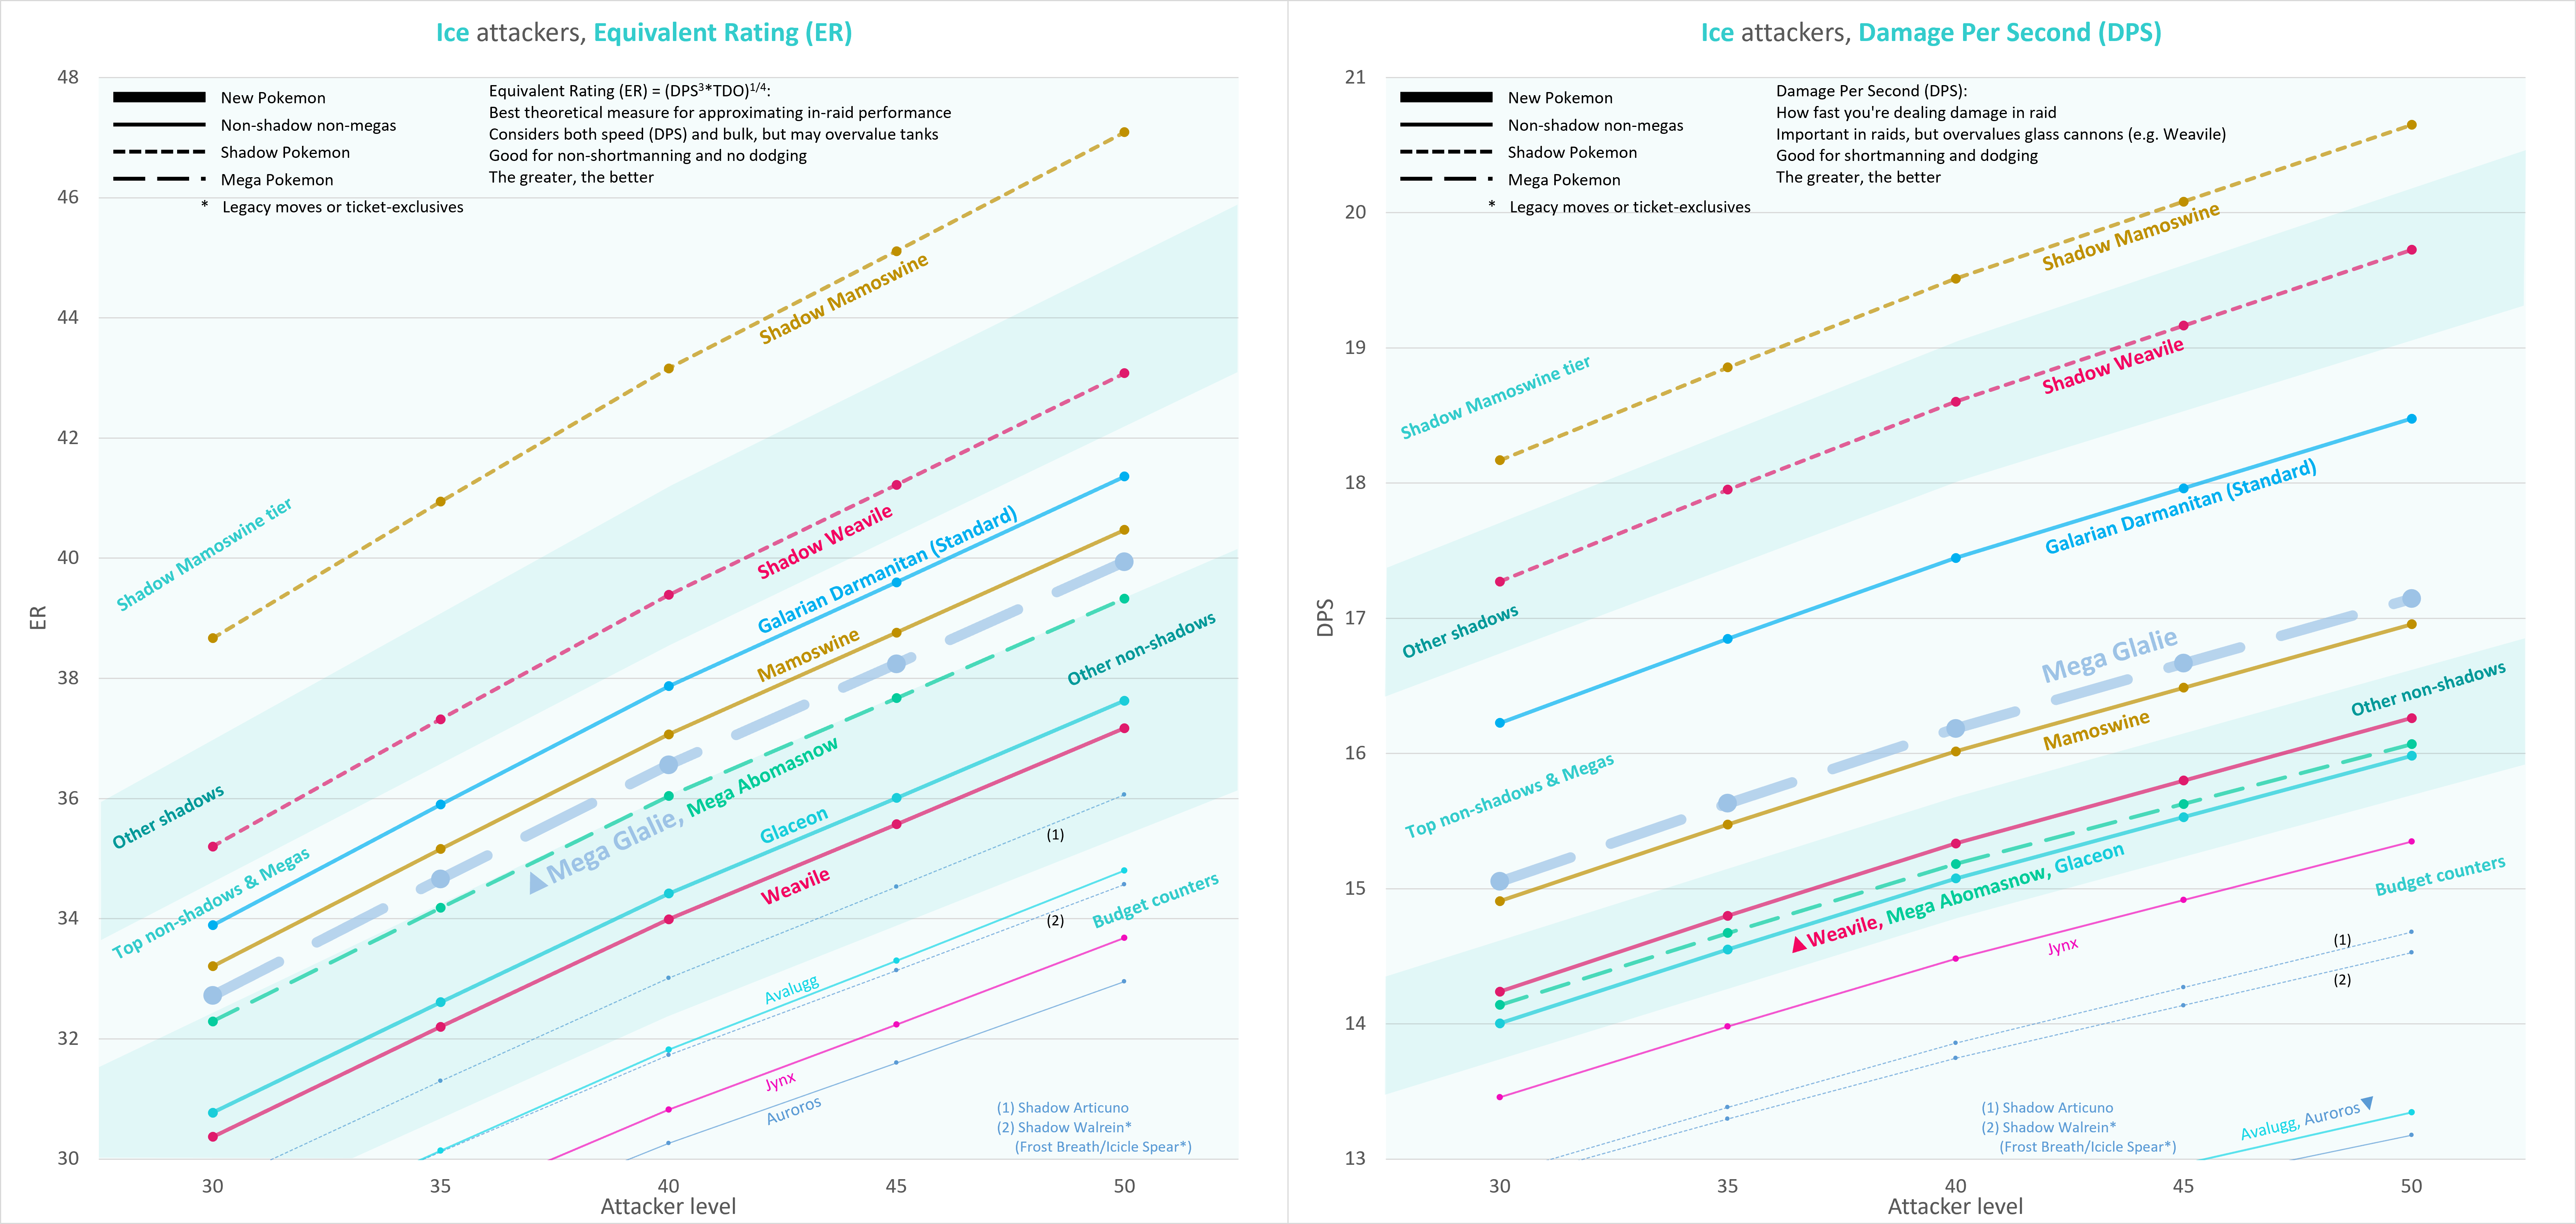 Ice attackers, Equivalent Rating (ER)
48
46
44
42
40
38
36
34
32
30
ER
New Pokemon
Non-shadow non-megas
Shadow Pokemon
Mega Pokemon
* Legacy moves or ticket-exclusives
Equivalent Rating (ER) = (DPS³*TDO)¹/⁴:
Best theoretical measure for approximating in-raid performance
Considers both speed (DPS) and bulk, but may overvalue tanks
Good for non-shortmanning and no dodging
The greater, the better
Shadow Mamoswine
Shadow Mamoswine tier
Shadow Weavile
Galarian Darmanitan (Standard)
Mamoswine
Other non-shadows
Other shadows
Top non-shadows & Megas
▲Mega Glalie, Mega Abomasnow
Glaceon
Weavile
(1)
(2)
Budget counters
Avalugg
Jynx
Auroros
(1) Shadow Articuno
(2) Shadow Walrein*
(Frost Breath/Icicle Spear*)
30 35 40 45 50
Attacker level
Ice attackers, Damage Per Second (DPS)
21
20
19
18
17
16
15
14
13
DPS
New Pokemon
Non-shadow non-megas
Shadow Pokemon
Mega Pokemon
* Legacy moves or ticket-exclusives
Damage Per Second (DPS):
How fast you're dealing damage in raid
Important in raids, but overvalues glass cannons (e.g. Weavile)
Good for shortmanning and dodging
The greater, the better
Shadow Mamoswine
Shadow Mamoswine tier
Shadow Weavile
Galarian Darmanitan (Standard)
Other shadows
Mega Glalie
Mamoswine
Other non-shadows
Top non-shadows & Megas
▲Weavile, Mega Abomasnow, Glaceon
Budget counters
Jynx
(1)
(2)
(1) Shadow Articuno
(2) Shadow Walrein*
(Frost Breath/Icicle Spear*)
Avalugg, Auroros▼
30 35 40 45 50
Attacker level